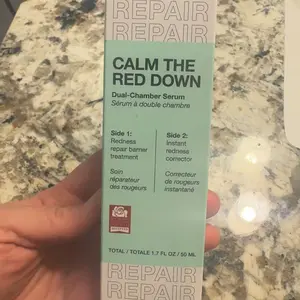 REPAIR
REPAIR
CALM THE
RED DOWN
Dual-Chamber Serum
Sérum à double chambre
Side 1:
Redness
repair barrier
treatment
Soin
réparateur
des rougeurs
Side 2:
Instant
redness
corrector
Correcteur
de rougeurs
instantané
TOTAL / TOTALE 1.7 FL OZ / 50 ML
REPAIR
REPAIR